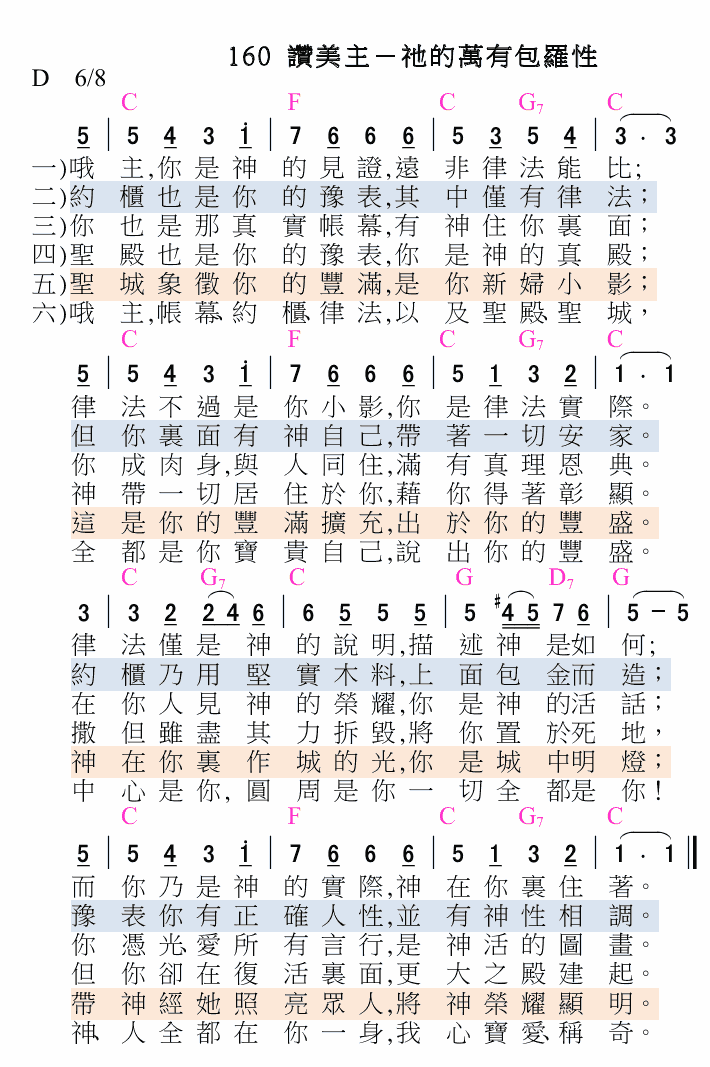 160 讚美主－祂的萬有包羅性
D 6/8
C F C G7 C
5 | 5 4 3 i | 7 6 6 6 | 5 3 5 4 | 3 · 3
一)哦 主,你是神 的見證,遠 非律法能 比;
二)約 櫃也是你 的豫表,其 中僅有律 法；
三)你 也是那真 實帳幕,有 神住你裏 面；
四)聖 殿也是你 的豫表,你 是神的真 殿；
五)聖 城象徵你 的豐滿,是 你新婦小 影；
六)哦 主,帳幕、約 櫃、律法,以 及聖殿、聖 城，
C F C G7 C
5 | 5 4 3 i | 7 6 6 6 | 5 1 3 2 | 1 · 1
律 法不過是 你小影,你 是律法實 際。
但 你裏面有 神自己,帶 著一切安 家。
你 成肉身,與 人同住,滿 有真理恩 典。
神 帶一切居 住於你,藉 你得著彰 顯。
這 是你的豐 滿擴充,出 於你的豐 盛。
全 都是你寶 貴自己,說 出你的豐 盛。
C G7 C G D7 G
3 | 3 2 2 4 6 | 6 5 5 5 | 5 #4 5 7 6 | 5 – 5
律 法僅是 神 的說明,描 述神 是如 何;
約 櫃乃用 堅 實木料,上 面包 金而 造；
在 你人見 神 的榮耀,你 是神 的活 話；
撒 但雖盡 其 力拆毀,將 你置 於死 地，
神 在你裏 作 城的光,你 是城 中明 燈；
中 心是你, 圓 周是你一 切全 都是 你！
C F C G7 C
5 | 5 4 3 i | 7 6 6 6 | 5 1 3 2 | 1 · 1
而 你乃是神 的實際,神 在你裏住 著。
豫 表你有正 確人性,並 有神性相 調。
你 憑光、愛所 有言行,是 神活的圖 畫。
但 你卻在復 活裏面,更 大之殿建 起。
帶 神經她照 亮眾人,將 神榮耀顯 明。
神、人全都在 你一身,我 心寶愛、稱 奇。